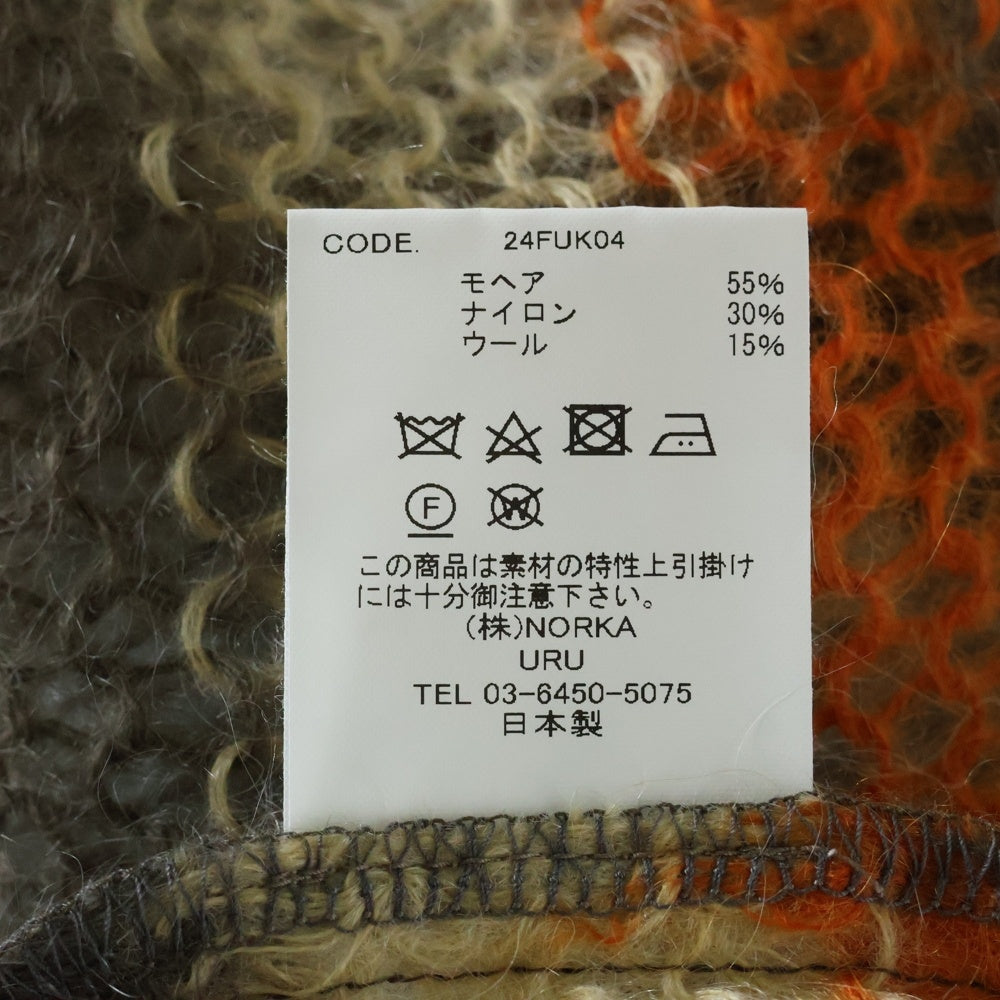 CODE. 24FUK04
モヘア 55%
ナイロン 30%
ウール 15%
F
W
この商品は素材の特性上引掛け
には十分御注意下さい。
(株)NORKA
URU
TEL 03-6450-5075
日本製